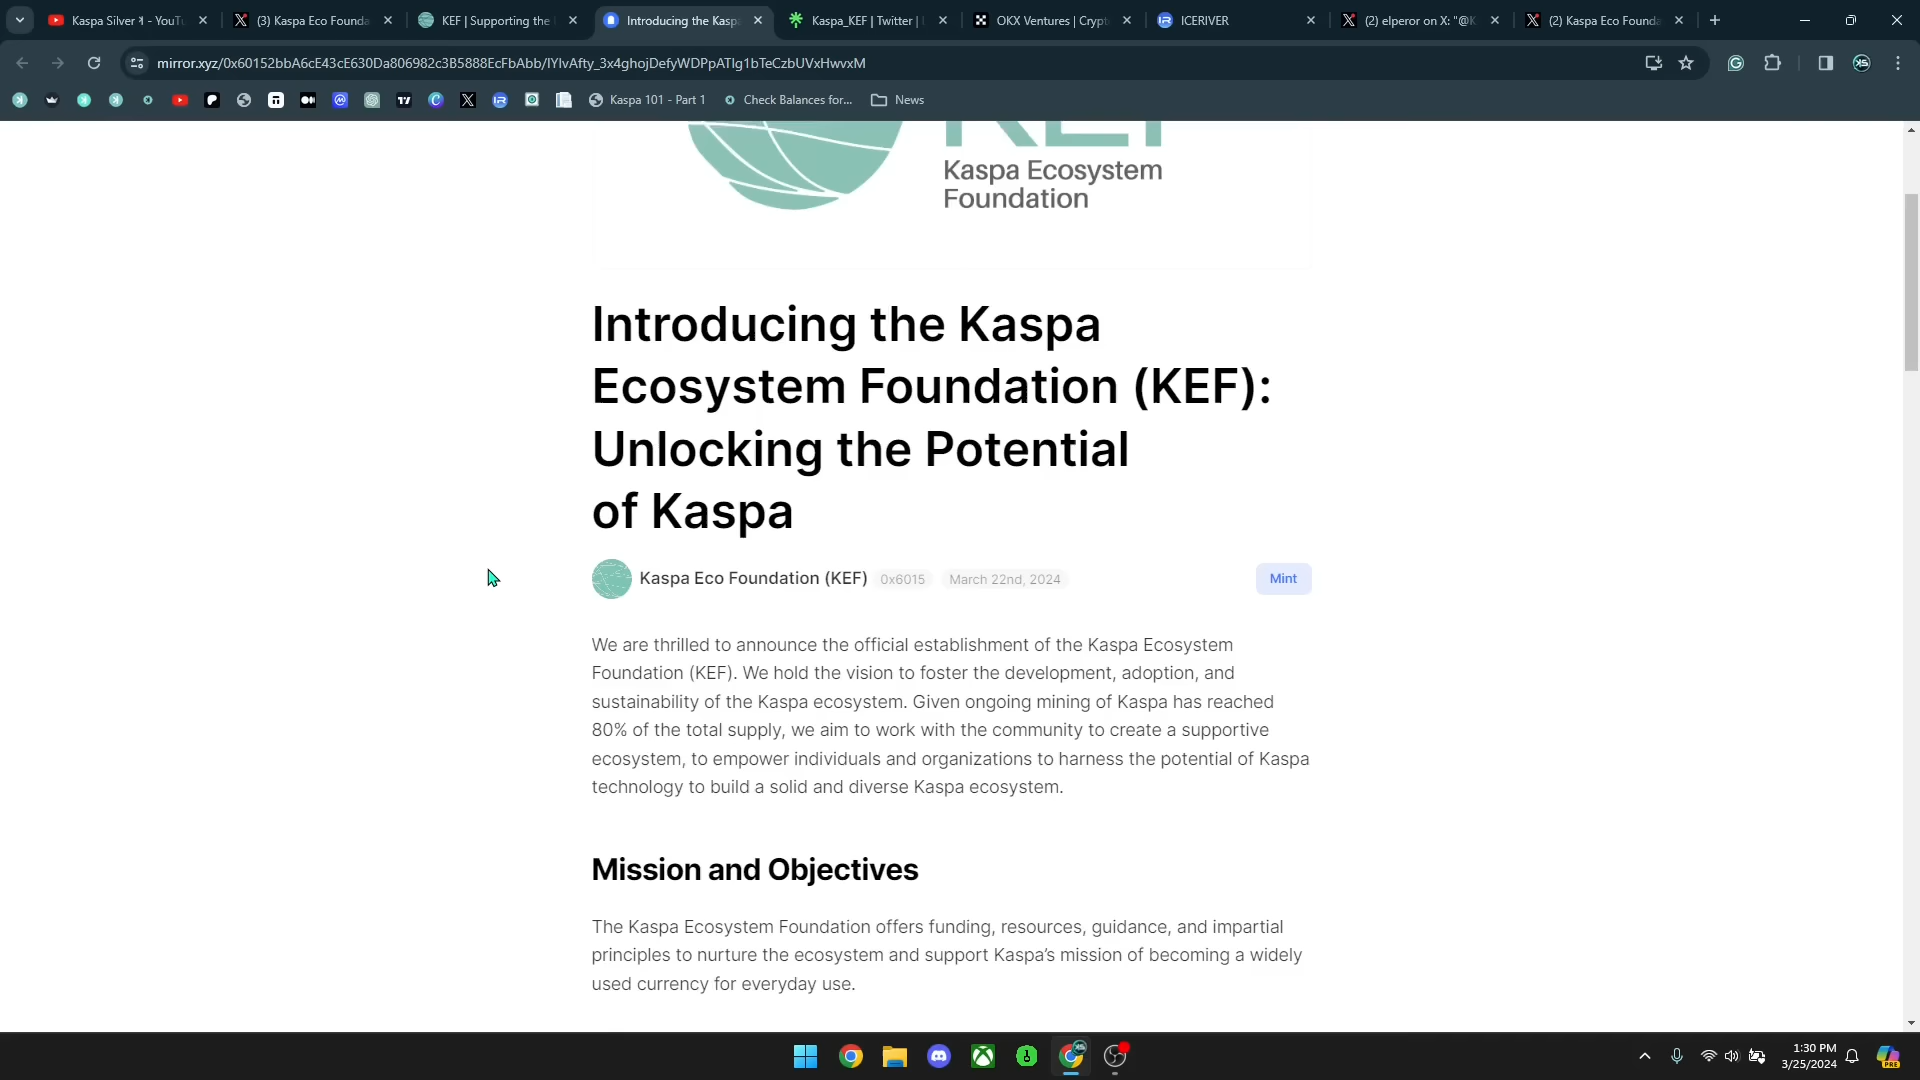 Kaspa Silver
- YouTu
(3) Kaspa Eco Founda
KEF | Supporting the
Introducing the Kasp
Kaspa_KEF | Twitter |
OKX Ventures | Crypt
ICERIVER
(2) elperor on X: "@K
(2) Kaspa Eco Founda
mirror.xyz/0x60152bbA6cE43cE630Da806982c3B5888EcFbAbb/IYlvAfty_3x4ghojDefyWDPpATlg1bTeCzbUVxHwvxM
Kaspa 101 - Part 1
Check Balances for...
News
Kaspa Ecosystem
Foundation
Introducing the Kaspa
Ecosystem Foundation (KEF):
Unlocking the Potential
of Kaspa
Kaspa Eco Foundation (KEF) 0x6015 March 22nd, 2024
Mint
We are thrilled to announce the official establishment of the Kaspa Ecosystem
Foundation (KEF). We hold the vision to foster the development, adoption, and
sustainability of the Kaspa ecosystem. Given ongoing mining of Kaspa has reached
80% of the total supply, we aim to work with the community to create a supportive
ecosystem, to empower individuals and organizations to harness the potential of Kaspa
technology to build a solid and diverse Kaspa ecosystem.
Mission and Objectives
The Kaspa Ecosystem Foundation offers funding, resources, guidance, and impartial
principles to nurture the ecosystem and support Kaspa's mission of becoming a widely
used currency for everyday use.
1:30 PM
3/25/2024